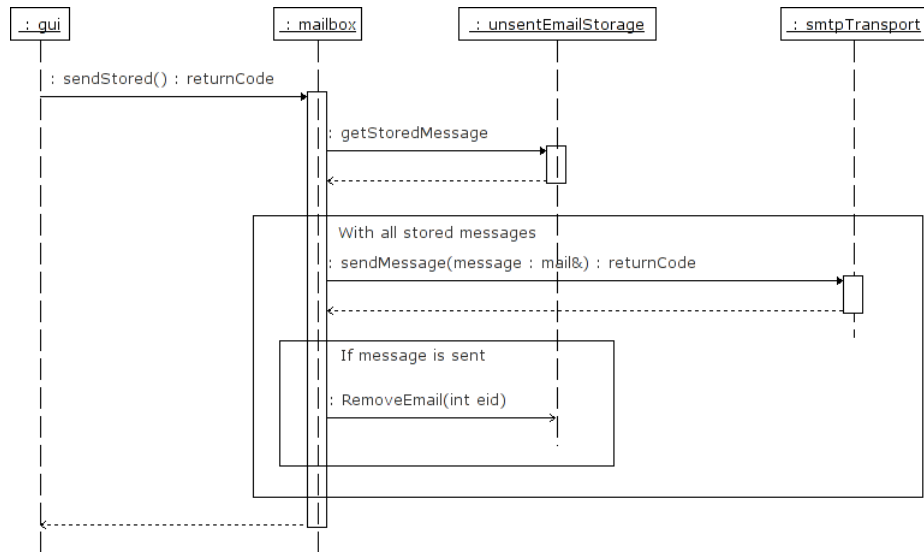 : gui
: mailbox
: unsentEmailStorage
: smtpTransport
: sendStored() : returnCode
: getStoredMessage
With all stored messages
: sendMessage(message : mail&) : returnCode
If message is sent
: RemoveEmail(int eid)